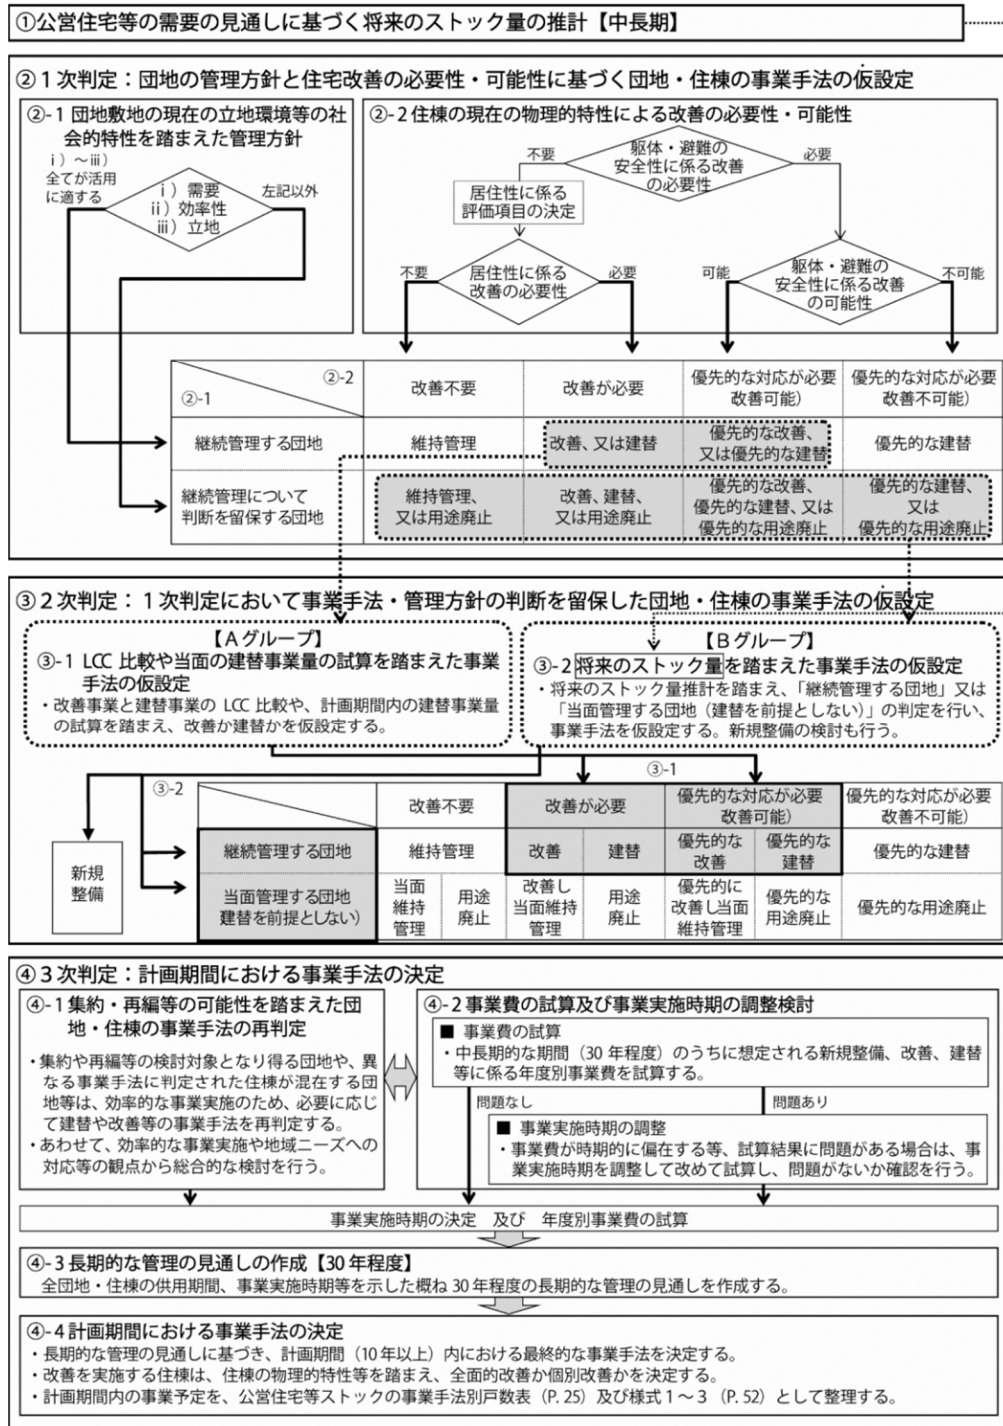 ①公営住宅等の需要の見通しに基づく将来のストック量の推計【中長期】
②1次判定：団地の管理方針と住宅改善の必要性・可能性に基づく団地・住棟の事業手法の仮設定
②-1 団地敷地の現在の立地環境等の社
会的特性を踏まえた管理方針
ⅰ）～ⅲ）
全てが活用
に適する
ⅰ）需要
ⅱ）効率性
ⅲ）立地
左記以外
②-2 住棟の現在の物理的特性による改善の必要性・可能性
不要
躯体・避難の
安全性に係る改善
の必要性
必要
居住性に係る
評価項目の決定
不要
居住性に係る
改善の必要性
必要
可能
躯体・避難の
安全性に係る改善
の可能性
不可能
②-2
②-1
改善不要
改善が必要
優先的な対応が必要
改善可能）
優先的な対応が必要
改善不可能）
継続管理する団地
維持管理
改善、又は建替
優先的な改善、
又は優先的な建替
優先的な建替
継続管理について
判断を留保する団地
維持管理、
又は用途廃止
改善、建替、
又は用途廃止
優先的な改善、
優先的な建替、又は
優先的な用途廃止
優先的な建替、
又は
優先的な用途廃止
③2次判定：1次判定において事業手法・管理方針の判断を留保した団地・住棟の事業手法の仮設定
【Aグループ】
③-1 LCC 比較や当面の建替事業量の試算を踏まえた事業
手法の仮設定
・改善事業と建替事業の LCC 比較や、計画期間内の建替事業量
の試算を踏まえ、改善か建替かを仮設定する。
【Bグループ】
③-2 将来のストック量を踏まえた事業手法の仮設定
・将来のストック量推計を踏まえ、「継続管理する団地」又は
「当面管理する団地（建替を前提としない）」の判定を行い、
事業手法を仮設定する。新規整備の検討も行う。
③-1
③-2
改善不要
改善が必要
優先的な対応が必要
改善可能）
優先的な対応が必要
改善不可能）
新規
整備
継続管理する団地
維持管理
改善
建替
優先的な
改善
優先的な
建替
優先的な建替
当面管理する団地
建替を前提としない）
当面
維持
管理
用途
廃止
改善し
当面維持
管理
用途
廃止
優先的に
改善し当面
維持管理
優先的な
用途廃止
優先的な用途廃止
④3次判定：計画期間における事業手法の決定
④-1 集約・再編等の可能性を踏まえた団
地・住棟の事業手法の再判定
・集約や再編等の検討対象となり得る団地や、異
なる事業手法に判定された住棟が混在する団
地等は、効率的な事業実施のため、必要に応じ
て建替や改善等の事業手法を再判定する。
・あわせて、効率的な事業実施や地域ニーズへの
対応等の観点から総合的な検討を行う。
④-2 事業費の試算及び事業実施時期の調整検討
■ 事業費の試算
・中長期的な期間（30 年程度）のうちに想定される新規整備、改善、建替
等に係る年度別事業費を試算する。
問題なし
問題あり
■ 事業実施時期の調整
・事業費が時期的に偏在する等、試算結果に問題がある場合は、事
業実施時期を調整して改めて試算し、問題がないか確認を行う。
事業実施時期の決定 及び 年度別事業費の試算
④-3 長期的な管理の見通しの作成【30 年程度】
全団地・住棟の供用期間、事業実施時期等を示した概ね 30 年程度の長期的な管理の見通しを作成する。
④-4 計画期間における事業手法の決定
・長期的な管理の見通しに基づき、計画期間（10 年以上）内における最終的な事業手法を決定する。
・改善を実施する住棟は、住棟の物理的特性等を踏まえ、全面的改善か個別改善かを決定する。
・計画期間内の事業予定を、公営住宅等ストックの事業手法別戸数表（P. 25）及び様式 1～3 （P. 52）として整理する。